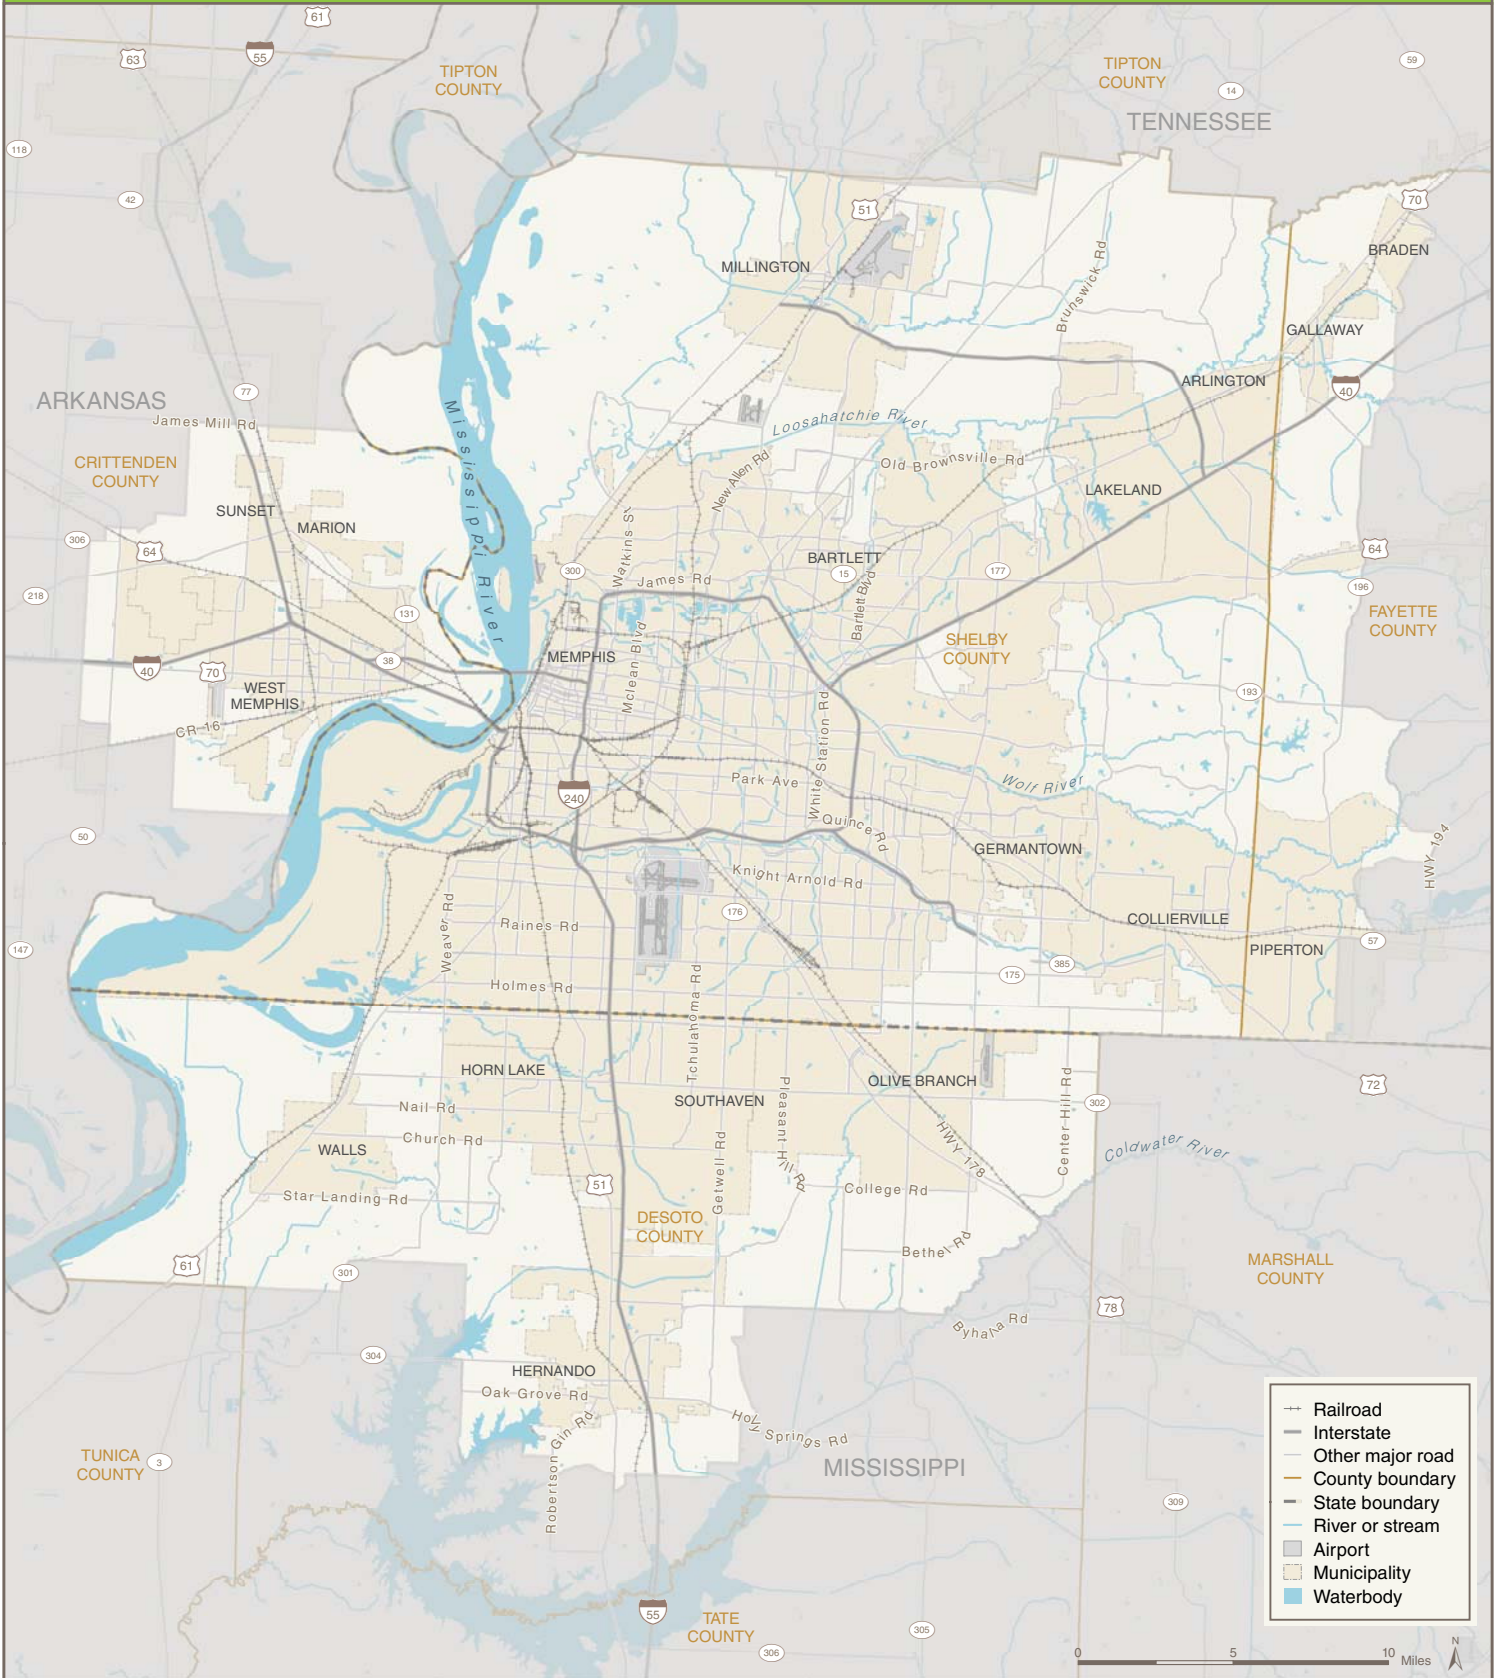 61
63
55
TIPTON
COUNTY
TIPTON
COUNTY
59
14
TENNESSEE
118
42
51
70
MILLINGTON
BRADEN
Brunswick Rd
GALLAWAY
ARLINGTON
40
ARKANSAS
77
James Mill Rd
Mississippi River
Loosahatchie River
CRITTENDEN
COUNTY
Old Brownsville Rd
New Allen Rd
LAKELAND
SUNSET
MARION
Watkins St
306
64
64
BARTLETT
300
James Rd
15
177
196
218
131
Bartlett Blvd
FAYETTE
COUNTY
SHELBY
COUNTY
Mclean Blvd
MEMPHIS
40
70
38
WEST
MEMPHIS
193
CR 16
White Station Rd
Park Ave
Wolf River
240
Quince Rd
50
GERMANTOWN
HWY 194
Knight Arnold Rd
176
COLLIERVILLE
Weaver Rd
Raines Rd
PIPERTON
57
147
385
175
Holmes Rd
Tchulahoma Rd
HORN LAKE
OLIVE BRANCH
72
SOUTHAVEN
Nail Rd
302
Center Hill Rd
Pleasant Hill Rd
Church Rd
HWY 178
Coldwater River
WALLS
Getwell Rd
51
Star Landing Rd
College Rd
DESOTO
COUNTY
Bethel Rd
61
301
MARSHALL
COUNTY
78
Byhalia Rd
304
HERNANDO
Oak Grove Rd
Robertson Gin Rd
Holy Springs Rd
TUNICA
COUNTY
3
MISSISSIPPI
309
Railroad
Interstate
Other major road
County boundary
State boundary
River or stream
Airport
Municipality
Waterbody
55
TATE
COUNTY
305
306
0 5 10 Miles
N